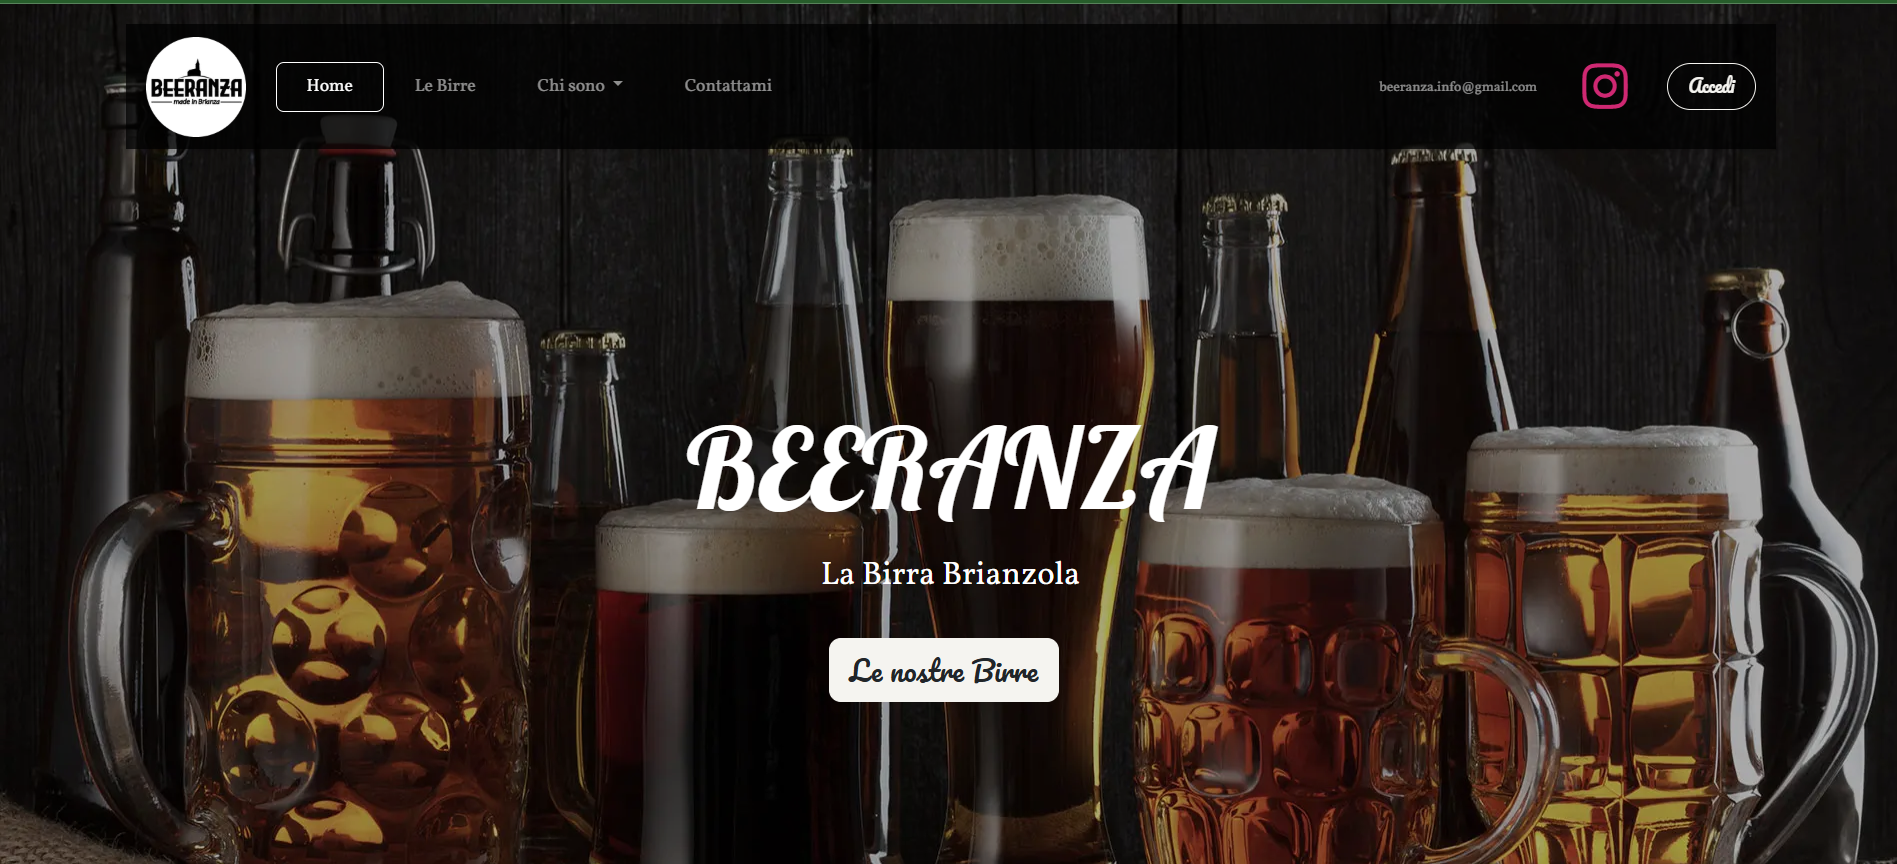 BEERANZA
made in Brianza
Home
Le Birre
Chi sono
Contattami
beeranza.info@gmail.com
Accedi
BEERANZA
La Birra Brianzola
Le nostre Birre